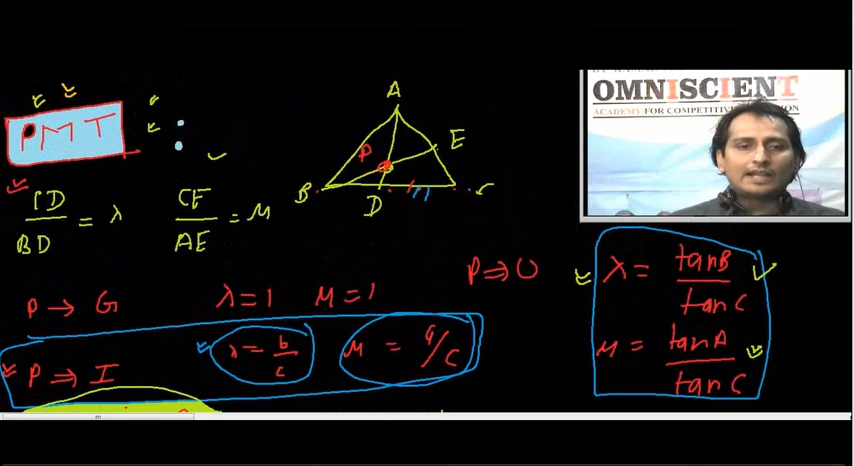 OMNISCIENT
ACADEMY FOR COMPETITIVE
PMT :
A
P
E
B
D
C
CD/BD = λ
CE/AE = M
P ⇒ O
λ = tanB/tanC
M = tanA/tanC
P → G λ=1 M=1
P ⇒ I λ = b/c M = a/c